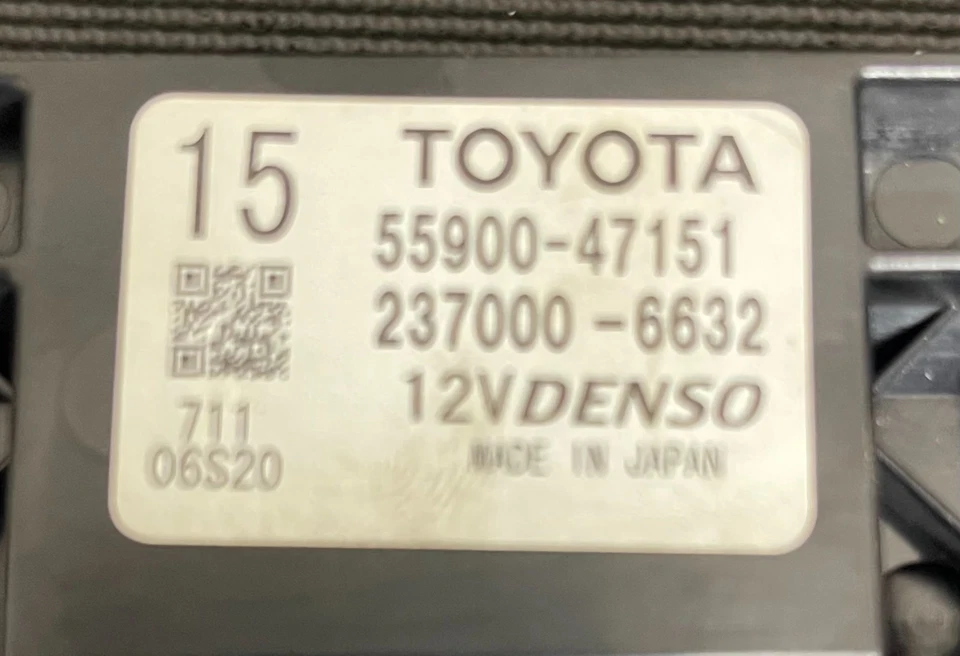 15
TOYOTA
55900-47151
237000-6632
12V DENSO
MADE IN JAPAN
711
06S20